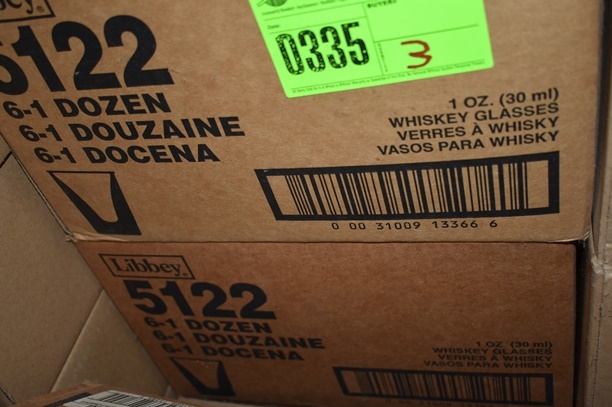 5122
6-1 DOZEN
6-1 DOUZAINE
6-1 DOCENA
0335
3
1 OZ. (30 ml)
WHISKEY GLASSES
VERRES À WHISKY
VASOS PARA WHISKY
0 00 31009 13366 6
Libbey
5122
6-1 DOZEN
6-1 DOUZAINE
6-1 DOCENA
1 OZ. (30 ml)
WHISKEY GLASSES
VERRES À WHISKY
VASOS PARA WHISKY